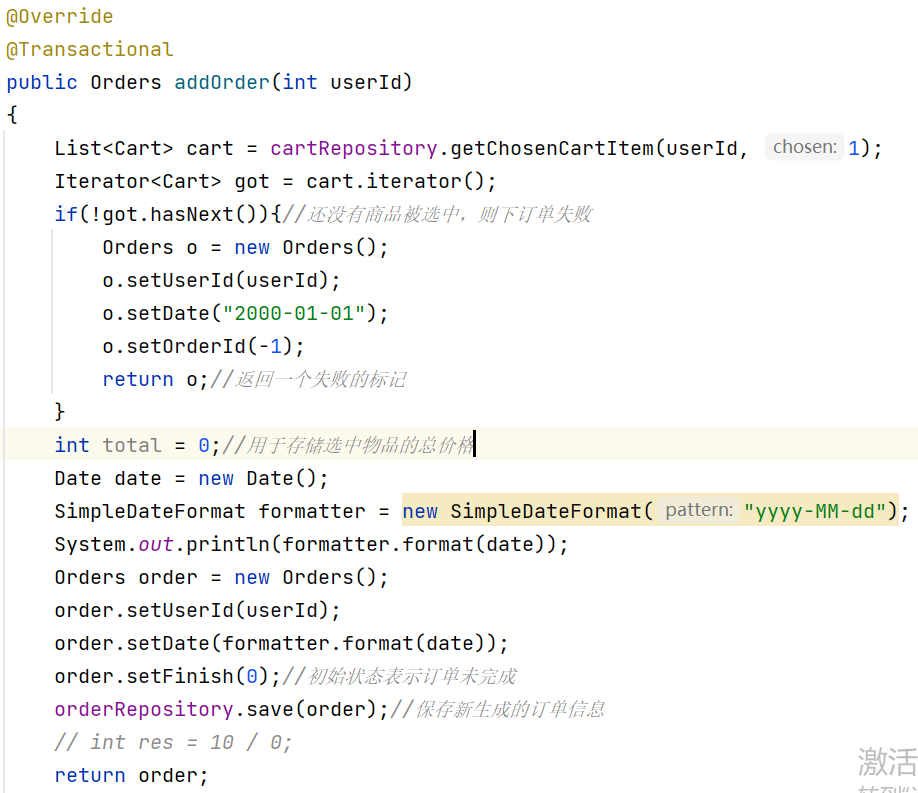 @Override
@Transactional
public Orders addOrder(int userId)
{
    List<Cart> cart = cartRepository.getChosenCartItem(userId, chosen: 1);
    Iterator<Cart> got = cart.iterator();
    if(!got.hasNext()){//还没有商品被选中，则下订单失败
        Orders o = new Orders();
        o.setUserId(userId);
        o.setDate("2000-01-01");
        o.setOrderId(-1);
        return o;//返回一个失败的标记
    }
    int total = 0;//用于存储选中物品的总价格
    Date date = new Date();
    SimpleDateFormat formatter = new SimpleDateFormat( pattern: "yyyy-MM-dd");
    System.out.println(formatter.format(date));
    Orders order = new Orders();
    order.setUserId(userId);
    order.setDate(formatter.format(date));
    order.setFinish(0);//初始状态表示订单未完成
    orderRepository.save(order);//保存新生成的订单信息
    // int res = 10 / 0;
    return order;
激活